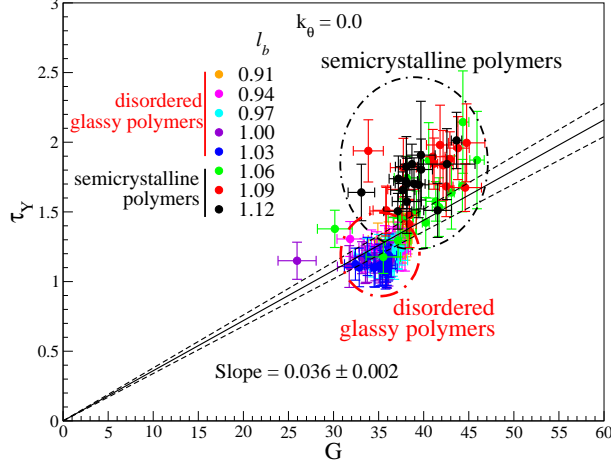 k_θ = 0.0
l_b
0.91
0.94
0.97
1.00
1.03
1.06
1.09
1.12
disordered
glassy polymers
semicrystalline
polymers
semicrystalline polymers
disordered
glassy polymers
Slope = 0.036 ± 0.002
τ_Y
3
2.5
2
1.5
1
0.5
0
0 5 10 15 20 25 30 35 40 45 50 55 60
G